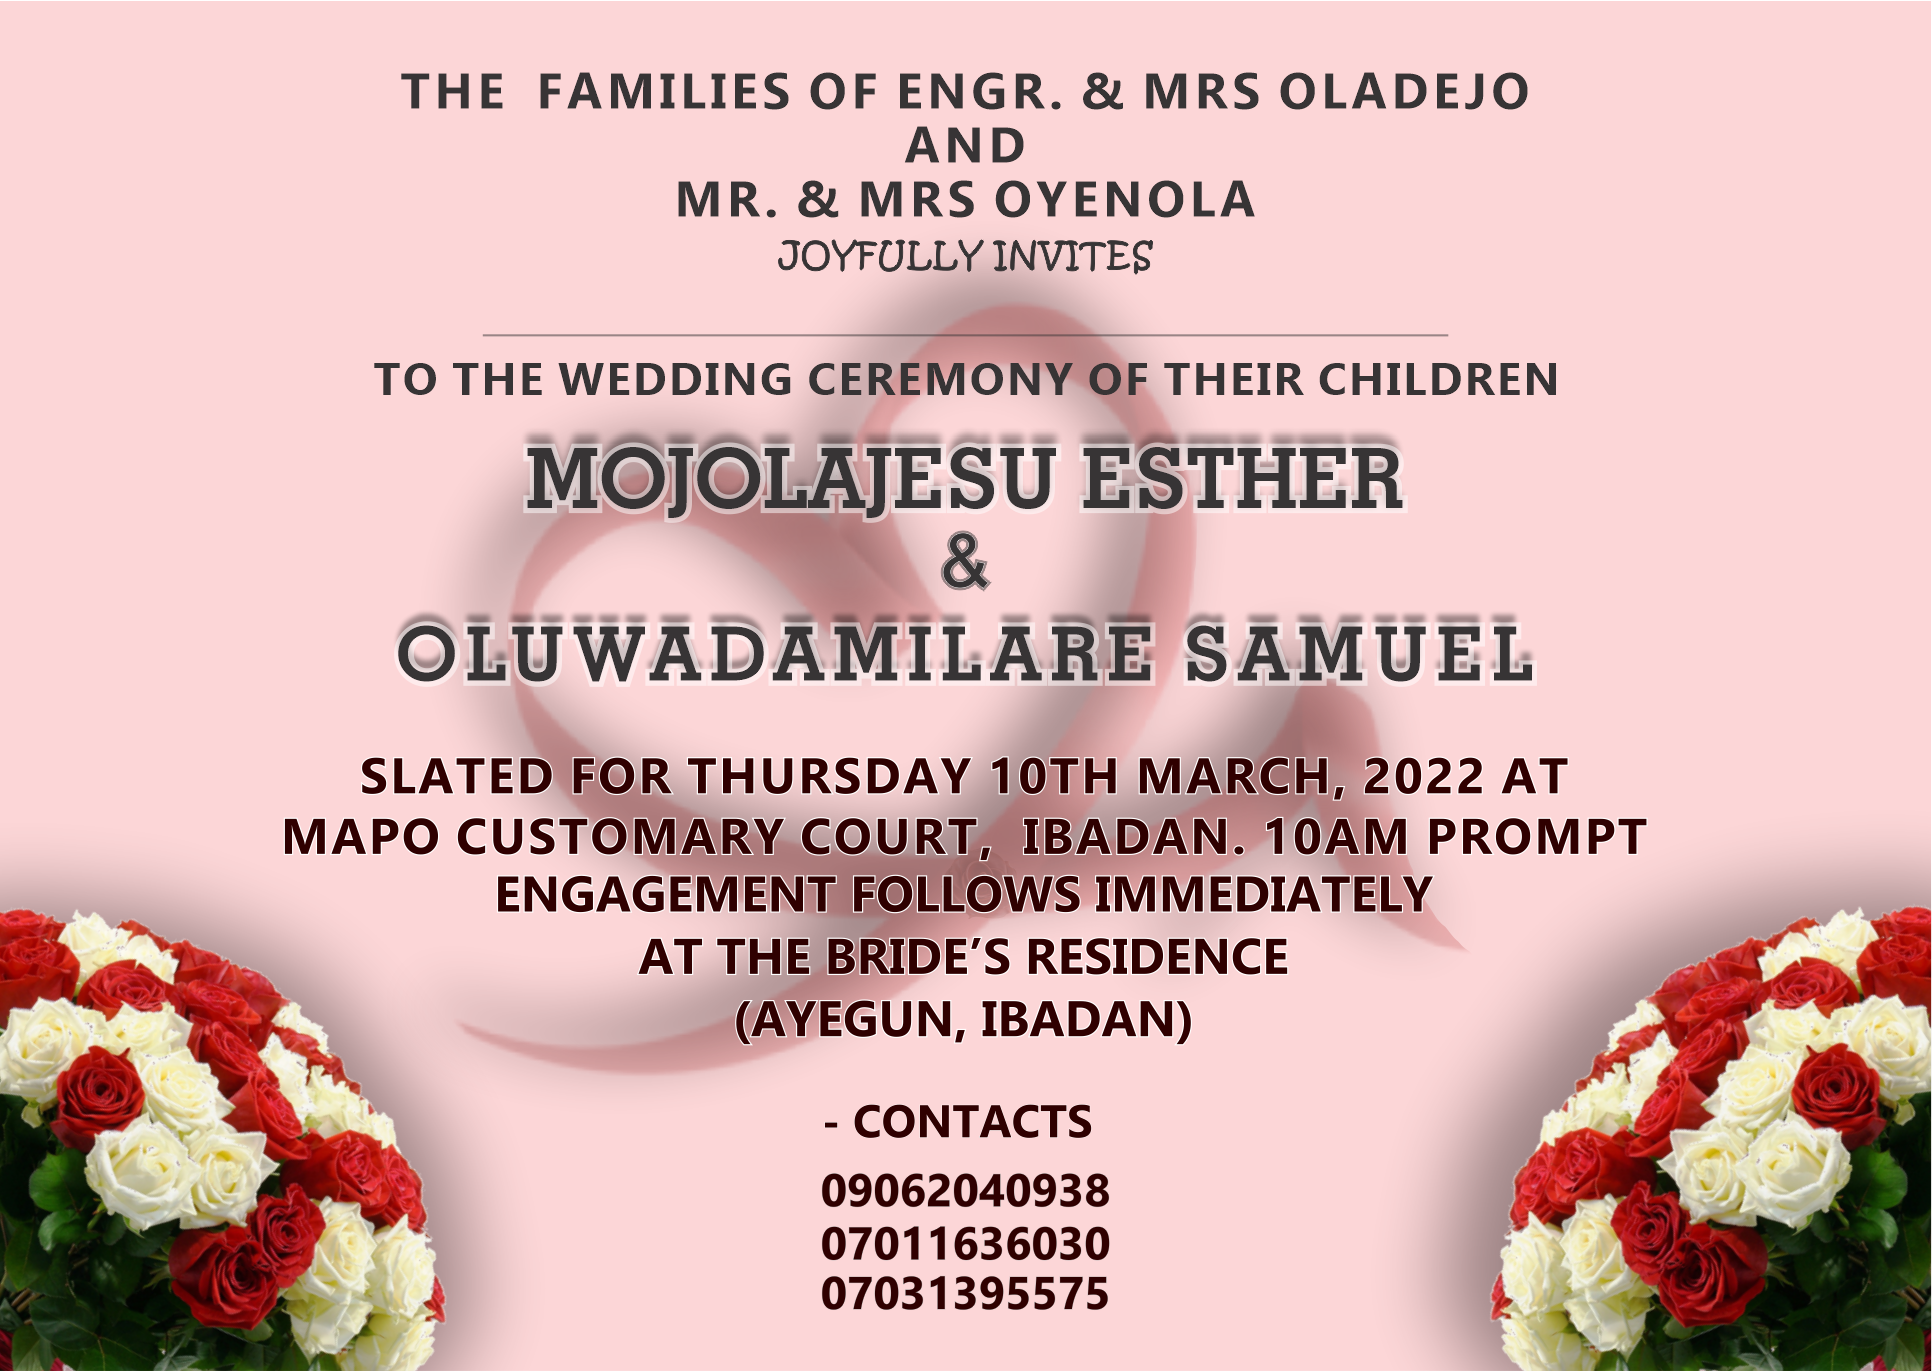 THE FAMILIES OF ENGR. & MRS OLADEJO
AND
MR. & MRS OYENOLA
JOYFULLY INVITES
TO THE WEDDING CEREMONY OF THEIR CHILDREN
MOJOLAJESU ESTHER
&
OLUWADAMILARE SAMUEL
SLATED FOR THURSDAY 10TH MARCH, 2022 AT
MAPO CUSTOMARY COURT, IBADAN. 10AM PROMPT
ENGAGEMENT FOLLOWS IMMEDIATELY
AT THE BRIDE’S RESIDENCE
(AYEGUN, IBADAN)
- CONTACTS
09062040938
07011636030
07031395575